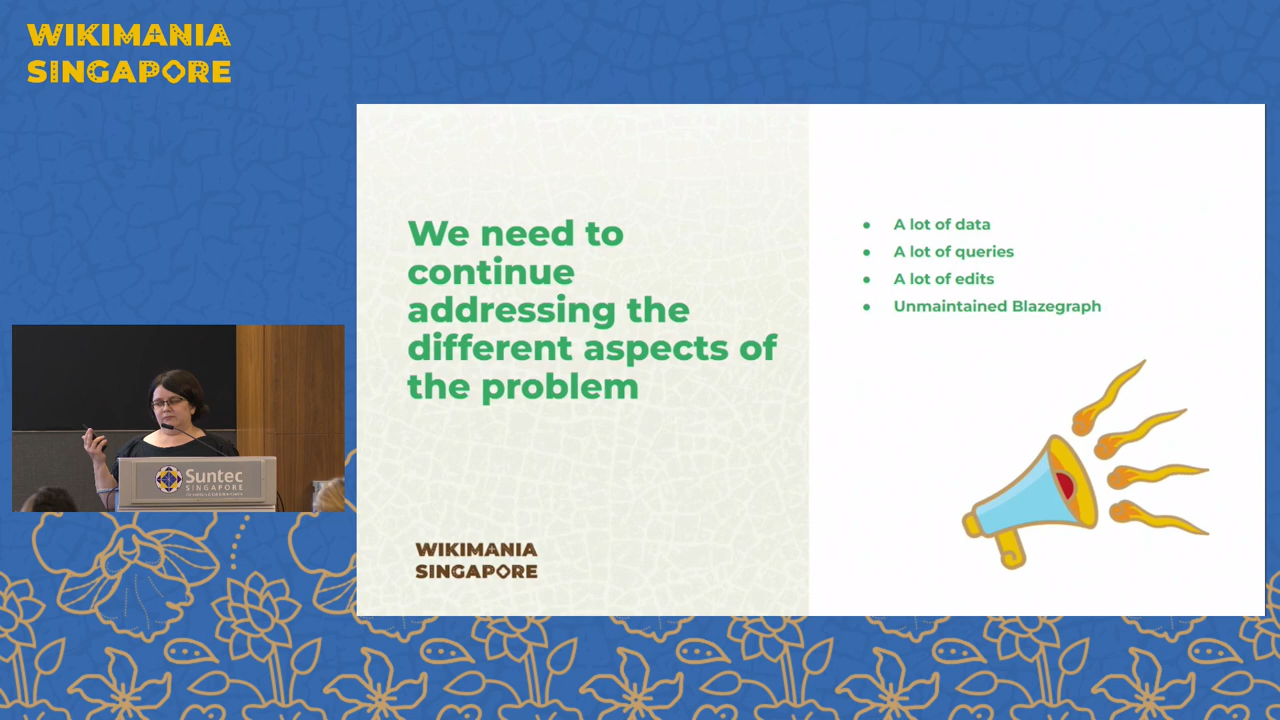 WIKIMANIA
SINGAPORE
We need to
continue
addressing the
different aspects of
the problem
WIKIMANIA
SINGAPORE
● A lot of data
● A lot of queries
● A lot of edits
● Unmaintained Blazegraph
Suntec
SINGAPORE